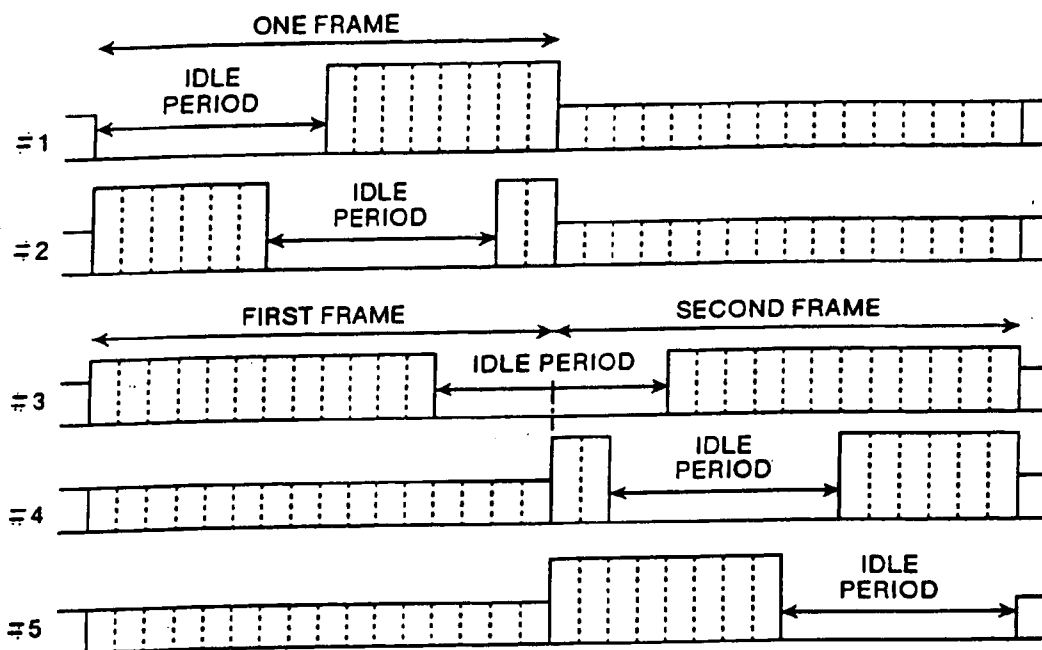 ONE FRAME
IDLE
PERIOD
#1
IDLE
PERIOD
#2
FIRST FRAME
SECOND FRAME
IDLE PERIOD
#3
IDLE
PERIOD
#4
IDLE
PERIOD
#5